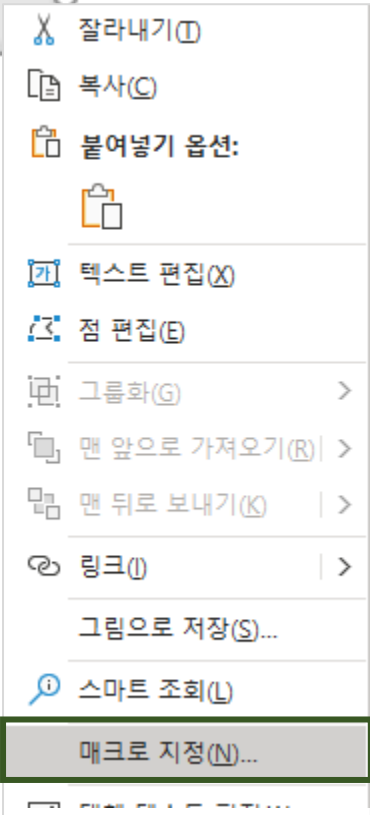 잘라내기(T)
복사(C)
붙여넣기 옵션:
가
텍스트 편집(X)
점 편집(E)
그룹화(G)
맨 앞으로 가져오기(R)
맨 뒤로 보내기(K)
링크(I)
그림으로 저장(S)...
스마트 조회(L)
매크로 지정(N)...